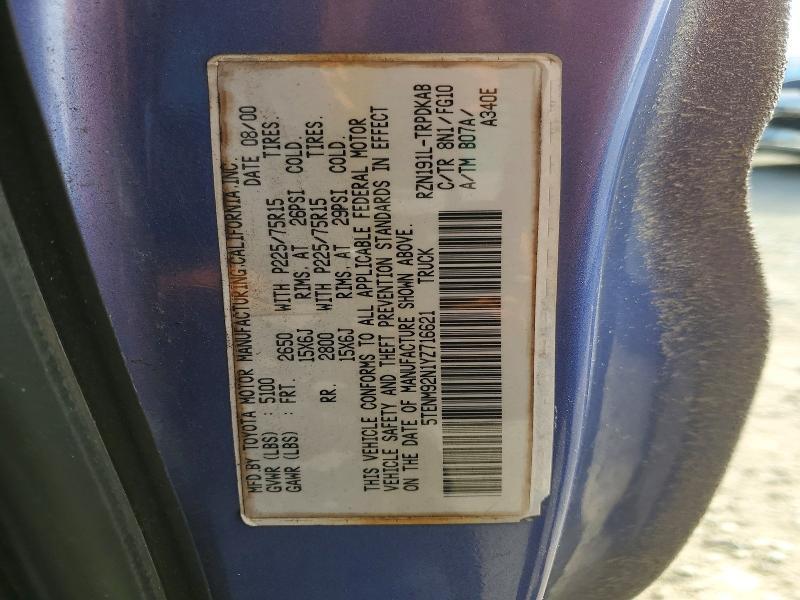 MFD.BY TOYOTA MOTOR MANUFACTURING,CALIFORNIA,INC.
GVWR (LBS) : 5100 DATE 08/00
GAWR (LBS) : FRT. 2650 WITH P225/75R15 TIRES.
15X6J RIMS. AT 26PSI COLD.
RR. 2800 WITH P225/75R15 TIRES.
15X6J RIMS. AT 29PSI COLD.
THIS VEHICLE CONFORMS TO ALL APPLICABLE FEDERAL MOTOR
VEHICLE SAFETY AND THEFT PREVENTION STANDARDS IN EFFECT
ON THE DATE OF MANUFACTURE SHOWN ABOVE.
5TENM92N1YZ716621 TRUCK
RZN191L-TRPDKAB
C/TR 8N1/FG10
A/TM B07A/
A340E